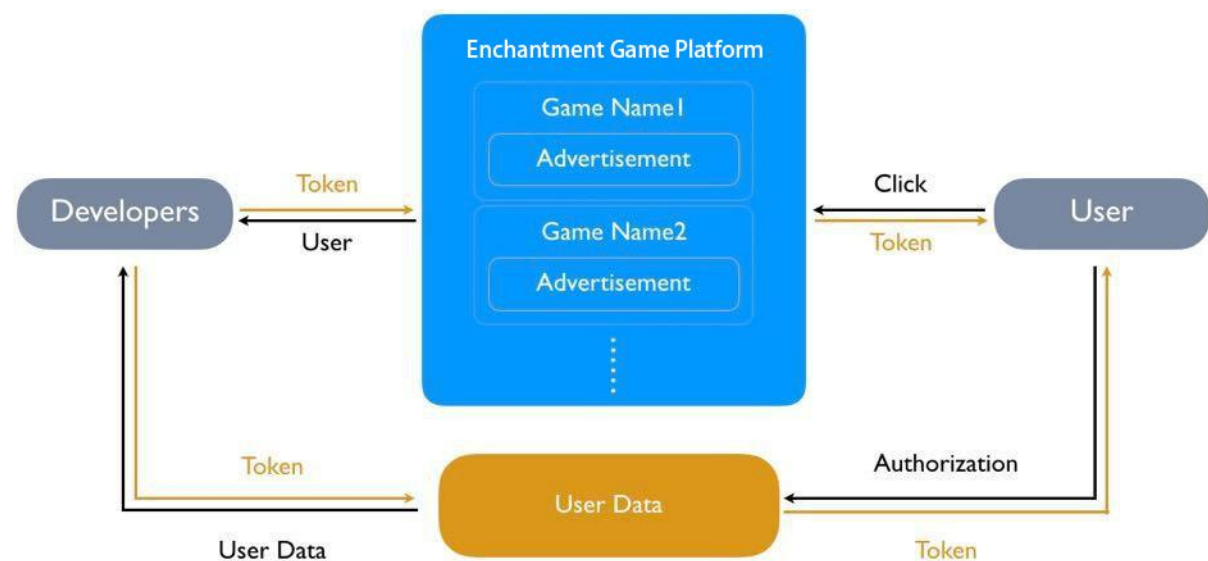 Enchantment Game Platform
Game Name1
Advertisement
Token
Developers
User
Click
User
Token
Game Name2
Advertisement
Token
Authorization
User Data
User Data
Token